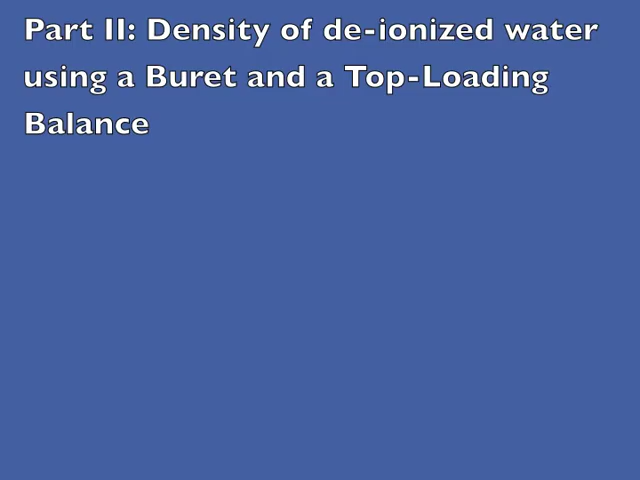 Part II: Density of de-ionized water
using a Buret and a Top-Loading
Balance